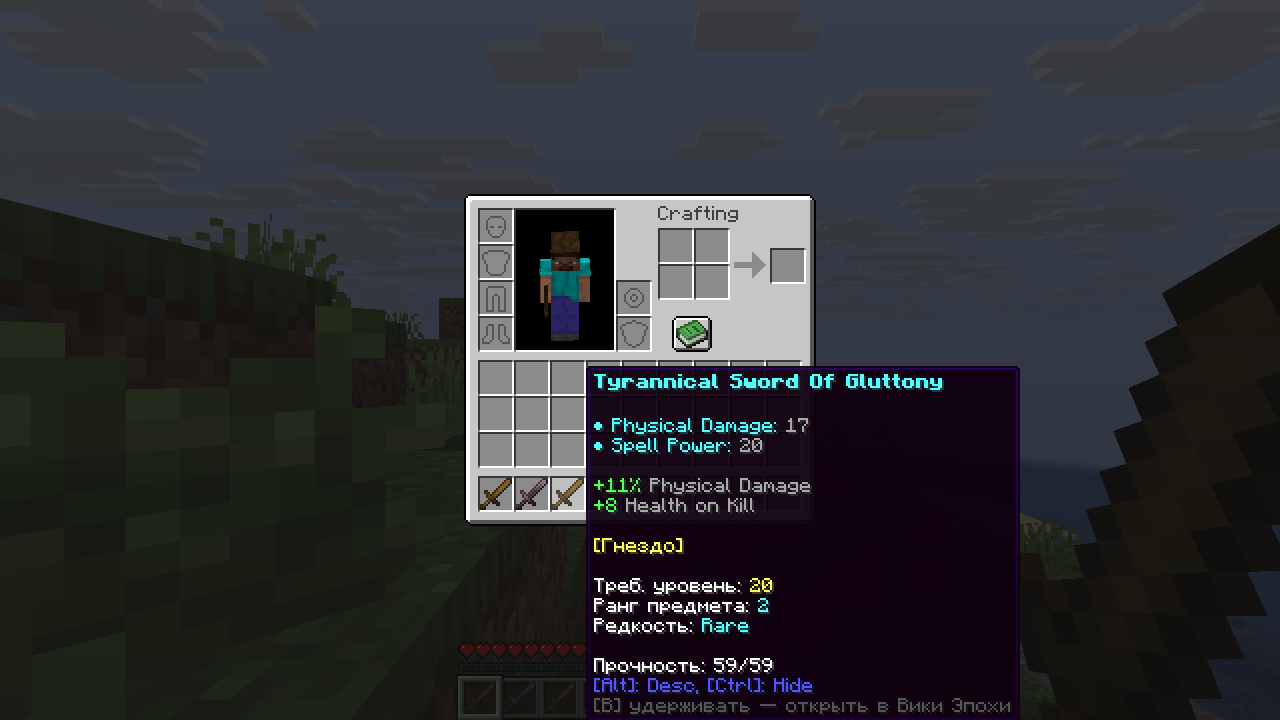 Crafting
Tyrannical Sword Of Gluttony
• Physical Damage: 17
• Spell Power: 20
+11% Physical Damage
+8 Health on Kill
[Гнездо]
Треб. уровень: 20
Ранг предмета: 2
Редкость: Rare
Прочность: 59/59
[Alt]: Desc, [Ctrl]: Hide
[B] удерживать — открыть в Вики Эпохи